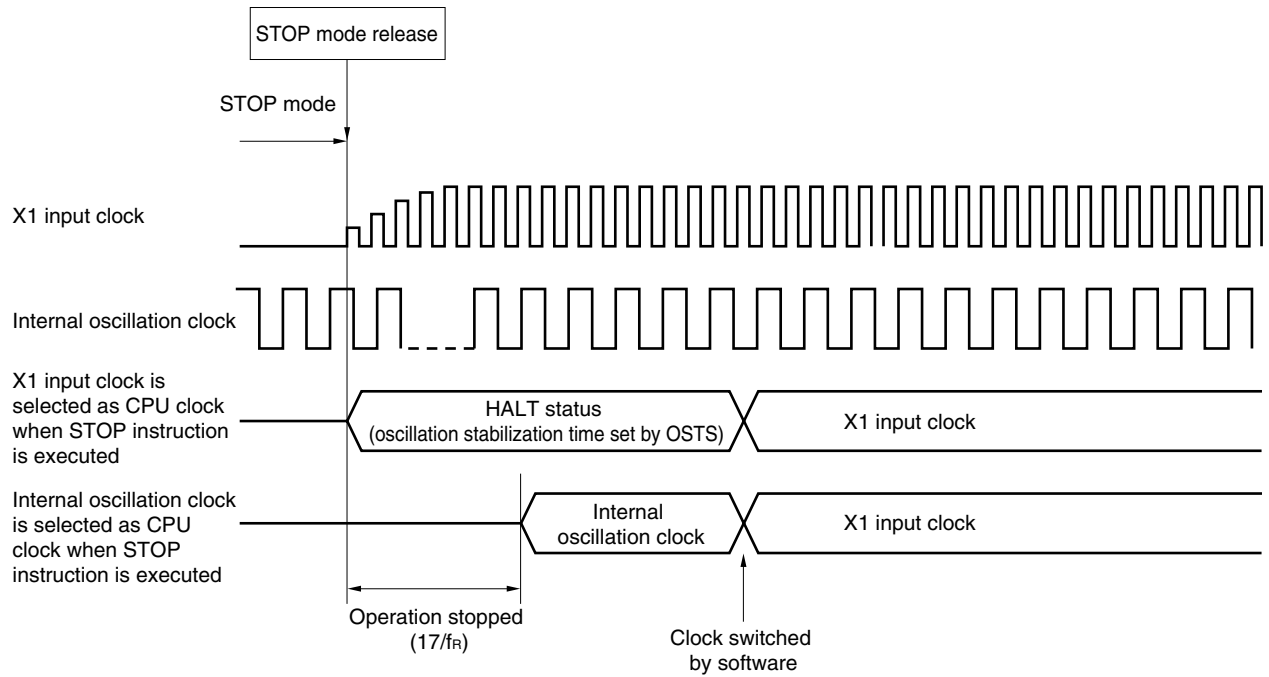 STOP mode release
STOP mode
X1 input clock
Internal oscillation clock
X1 input clock is
selected as CPU clock
when STOP instruction
is executed
HALT status
(oscillation stabilization time set by OSTS)
X1 input clock
Internal oscillation clock
is selected as CPU
clock when STOP
instruction is executed
Internal
oscillation clock
X1 input clock
Operation stopped
(17/fR)
Clock switched
by software